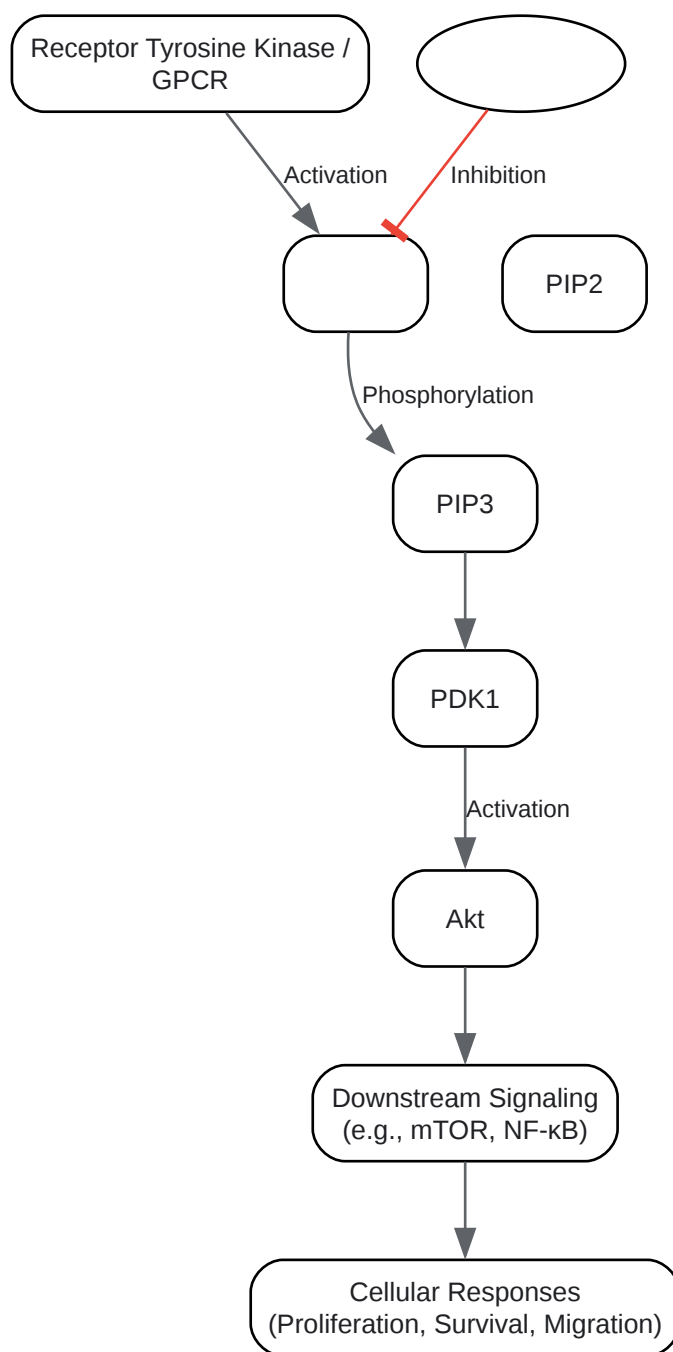 Receptor Tyrosine Kinase /
GPCR
Activation
Inhibition
PIP2
Phosphorylation
PIP3
PDK1
Activation
Akt
Downstream Signaling
(e.g., mTOR, NF-κB)
Cellular Responses
(Proliferation, Survival, Migration)